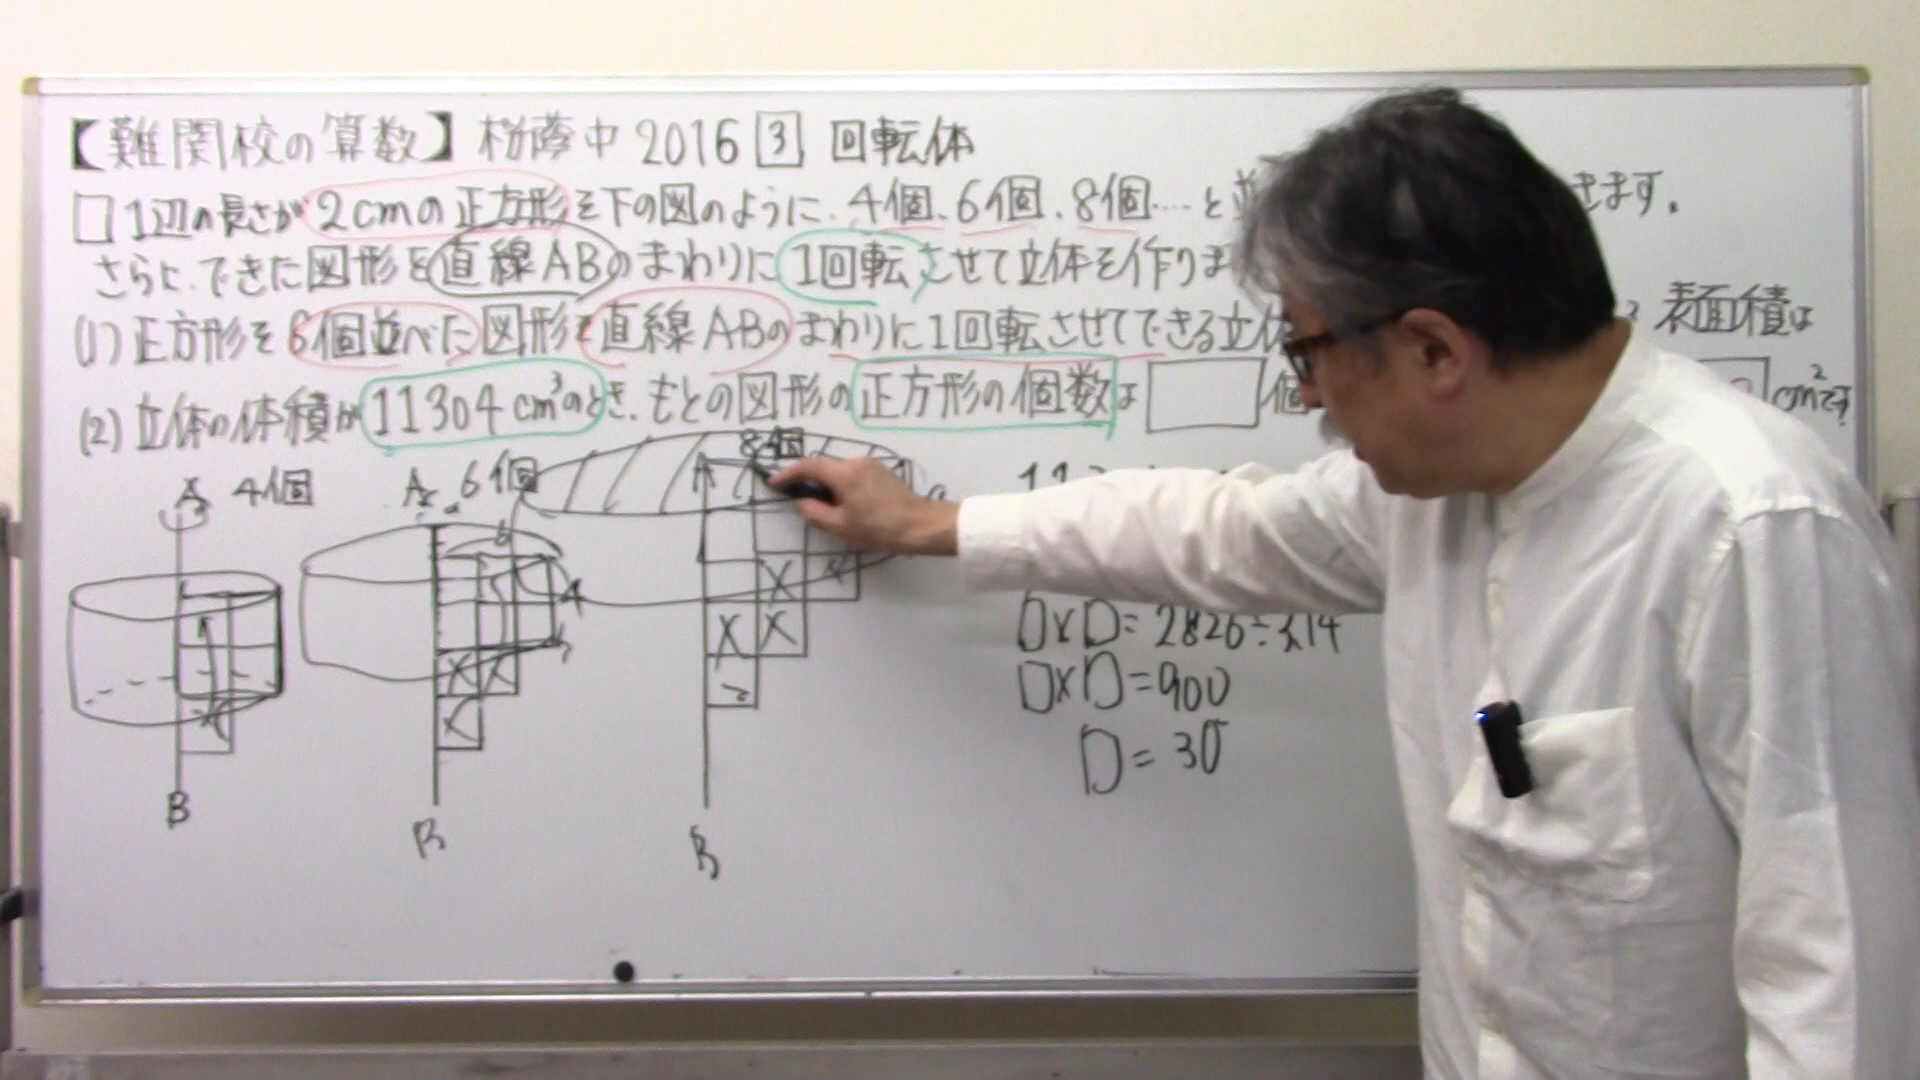 【難関校の算数】桜蔭中 2016 3 回転体
1辺の長さが2cmの正方形を下の図のように、4個、6個、8個……と並 きます。
さらに、できた図形を直線ABのまわりに1回転させて立体を作りま
(1) 正方形を6個並べた図形を直線ABのまわりに1回転させてできる立体 表面積は
(2) 立体の体積が11304cm³のとき、もとの図形の正方形の個数は 個 cm²です
8個
A 4個 A 6個
□×□=2826÷3.14
□×□=900
□=30
B B B